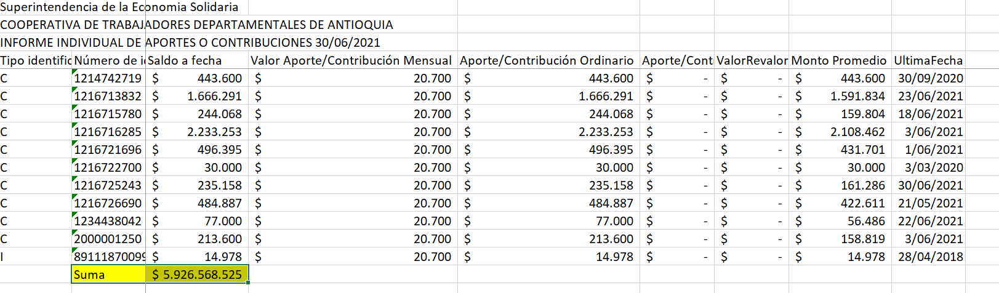 Superintendencia de la Economia Solidaria
COOPERATIVA DE TRABAJADORES DEPARTAMENTALES DE ANTIOQUIA
INFORME INDIVIDUAL DE APORTES O CONTRIBUCIONES 30/06/2021
Tipo identific Número de i Saldo a fecha Valor Aporte/Contribución Mensual Aporte/Contribución Ordinario Aporte/Cont ValorRevalor Monto Promedio UltimaFecha
C 1214742719 $ 443.600 $ 20.700 $ 443.600 $ - $ - $ 443.600 30/09/2020
C 1216713832 $ 1.666.291 $ 20.700 $ 1.666.291 $ - $ - $ 1.591.834 23/06/2021
C 1216715780 $ 244.068 $ 20.700 $ 244.068 $ - $ - $ 159.804 18/06/2021
C 1216716285 $ 2.233.253 $ 20.700 $ 2.233.253 $ - $ - $ 2.108.462 3/06/2021
C 1216721696 $ 496.395 $ 20.700 $ 496.395 $ - $ - $ 431.701 1/06/2021
C 1216722700 $ 30.000 $ 20.700 $ 30.000 $ - $ - $ 30.000 3/03/2020
C 1216725243 $ 235.158 $ 20.700 $ 235.158 $ - $ - $ 161.286 30/06/2021
C 1216726690 $ 484.887 $ 20.700 $ 484.887 $ - $ - $ 422.611 21/05/2021
C 1234438042 $ 77.000 $ 20.700 $ 77.000 $ - $ - $ 56.486 22/06/2021
C 2000001250 $ 213.600 $ 20.700 $ 213.600 $ - $ - $ 158.819 3/06/2021
I 89111870099 $ 14.978 $ 20.700 $ 14.978 $ - $ - $ 14.978 28/04/2018
Suma $ 5.926.568.525